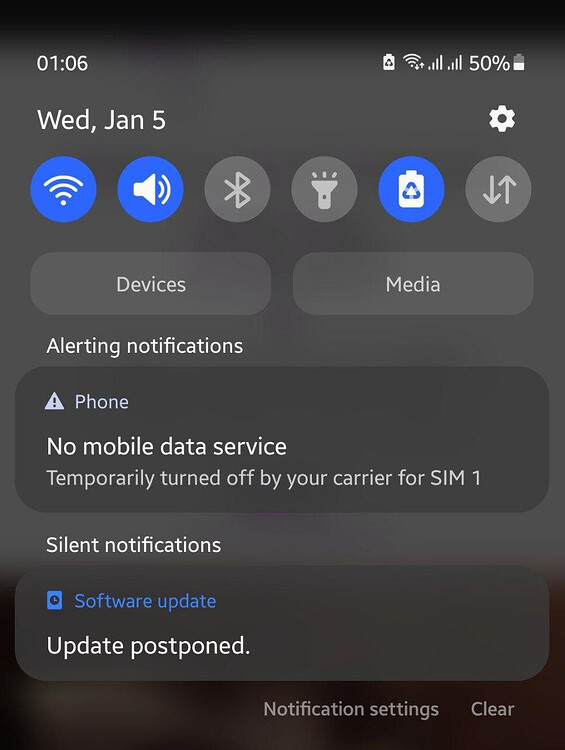 01:06
50%
Wed, Jan 5
Devices
Media
Alerting notifications
Phone
No mobile data service
Temporarily turned off by your carrier for SIM 1
Silent notifications
Software update
Update postponed.
Notification settings
Clear